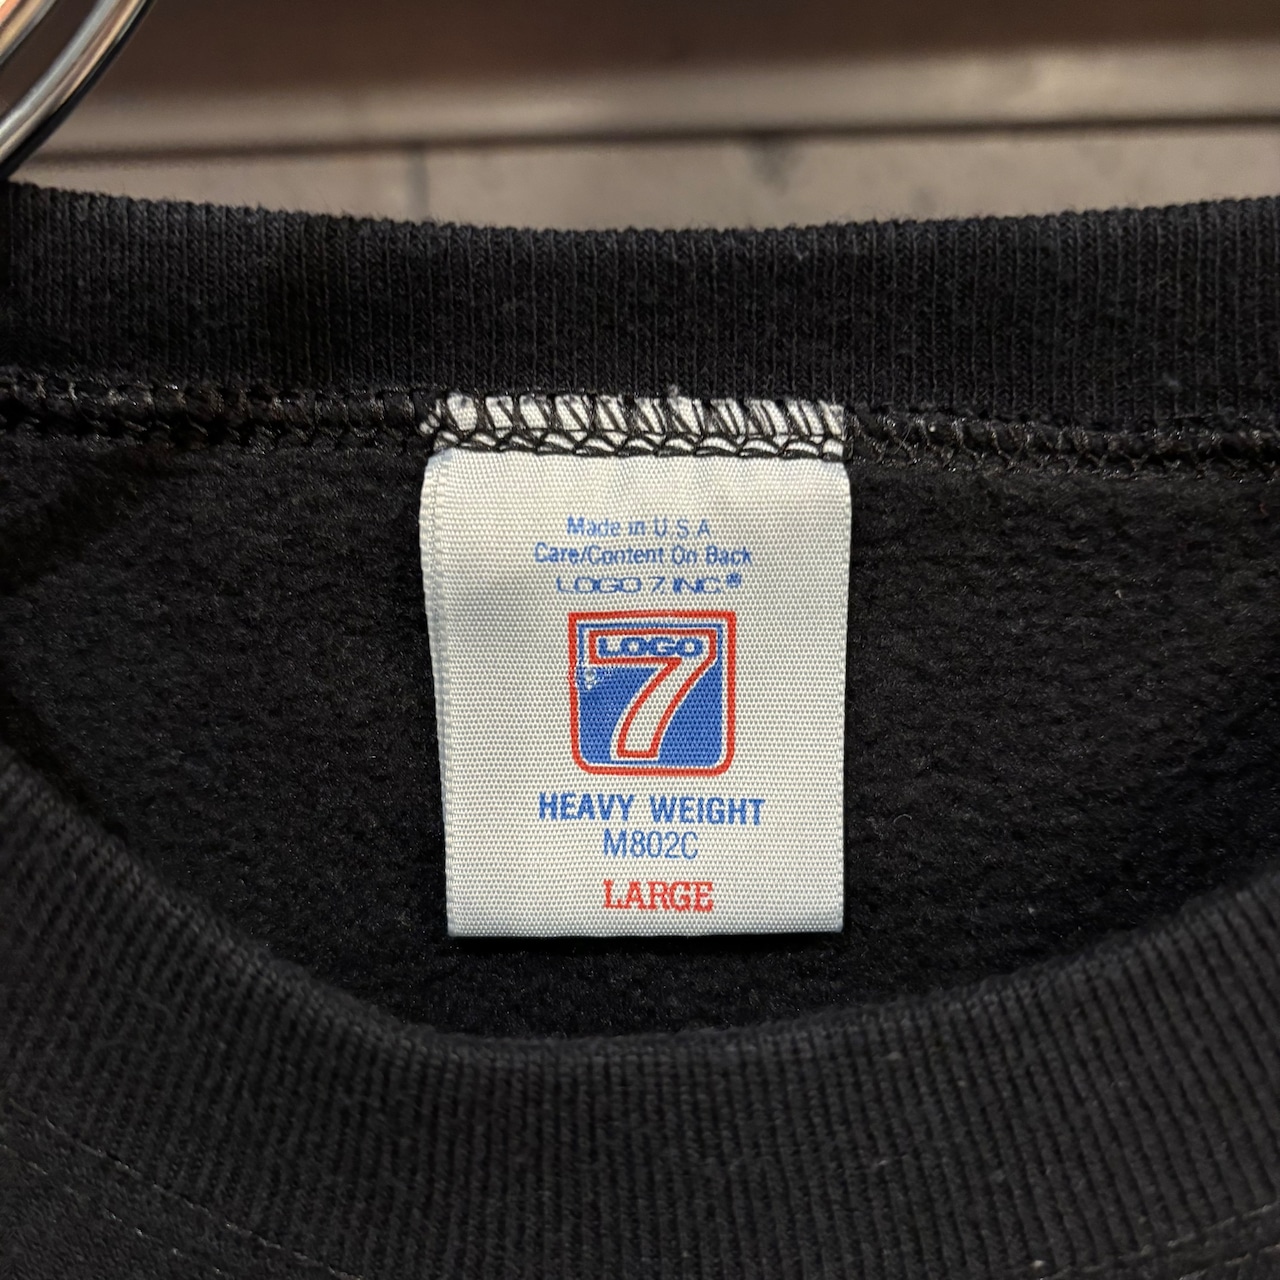 Made in U S A
Care/Content On Back
LOGO 7, INC.®
LOGO
7
HEAVY WEIGHT
M802C
LARGE